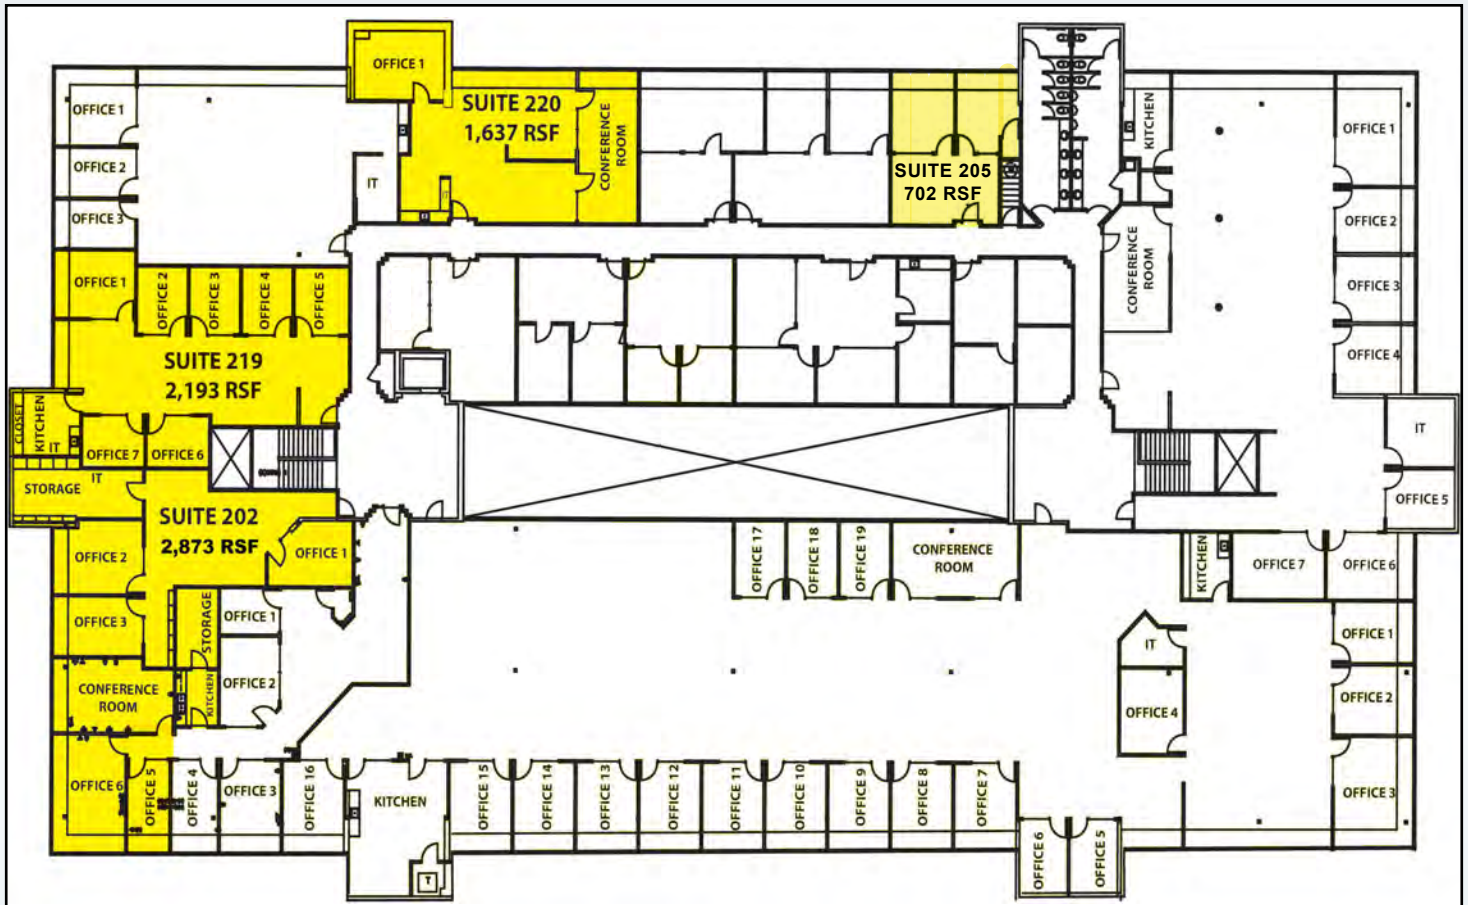 OFFICE 1
SUITE 220
1,637 RSF
CONFERENCE
ROOM
OFFICE 1
OFFICE 2
OFFICE 3
IT
SUITE 205
702 RSF
KITCHEN
CONFERENCE
ROOM
OFFICE 1
OFFICE 2
OFFICE 3
OFFICE 4
IT
OFFICE 5
OFFICE 1
OFFICE 2
OFFICE 3
OFFICE 4
OFFICE 5
SUITE 219
2,193 RSF
CLOSET
KITCHEN
IT
OFFICE 7
OFFICE 6
STORAGE
IT
SUITE 202
2,873 RSF
OFFICE 1
OFFICE 2
OFFICE 3
STORAGE
KITCHEN
CONFERENCE
ROOM
OFFICE 6
OFFICE 5
OFFICE 1
OFFICE 2
OFFICE 4
OFFICE 3
OFFICE 16
KITCHEN
T
OFFICE 15
OFFICE 14
OFFICE 13
OFFICE 12
OFFICE 11
OFFICE 10
OFFICE 9
OFFICE 8
OFFICE 7
OFFICE 6
OFFICE 5
OFFICE 17
OFFICE 18
OFFICE 19
CONFERENCE
ROOM
KITCHEN
OFFICE 7
OFFICE 6
IT
OFFICE 4
OFFICE 1
OFFICE 2
OFFICE 3